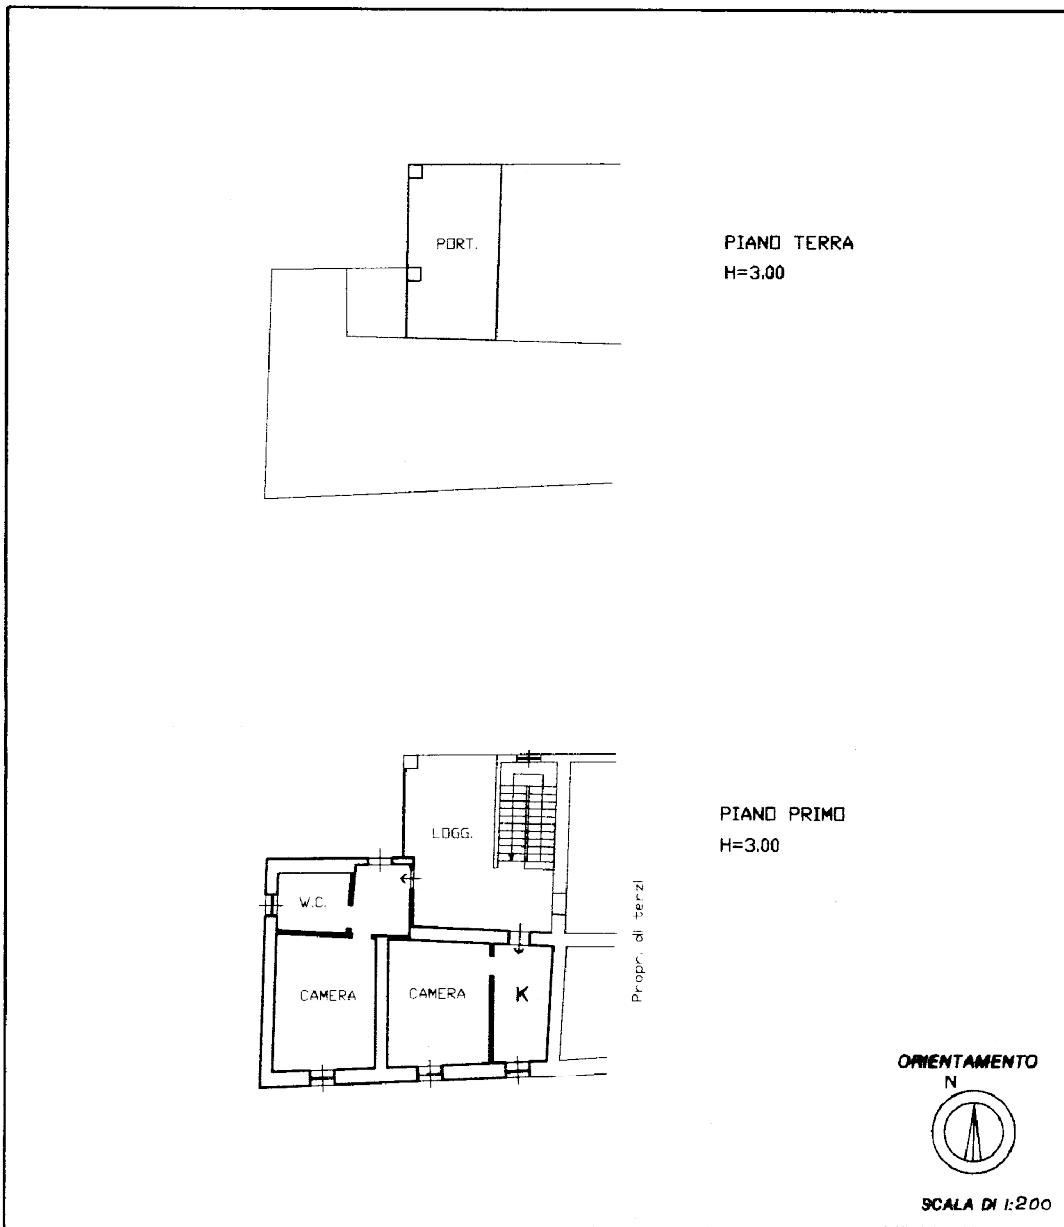 PORT.
PIANO TERRA
H=3.00
PIANO PRIMO
H=3.00
LOGG.
W.C.
CAMERA
CAMERA
K
Propr. di terzi
ORIENTAMENTO
N
SCALA DI 1:200